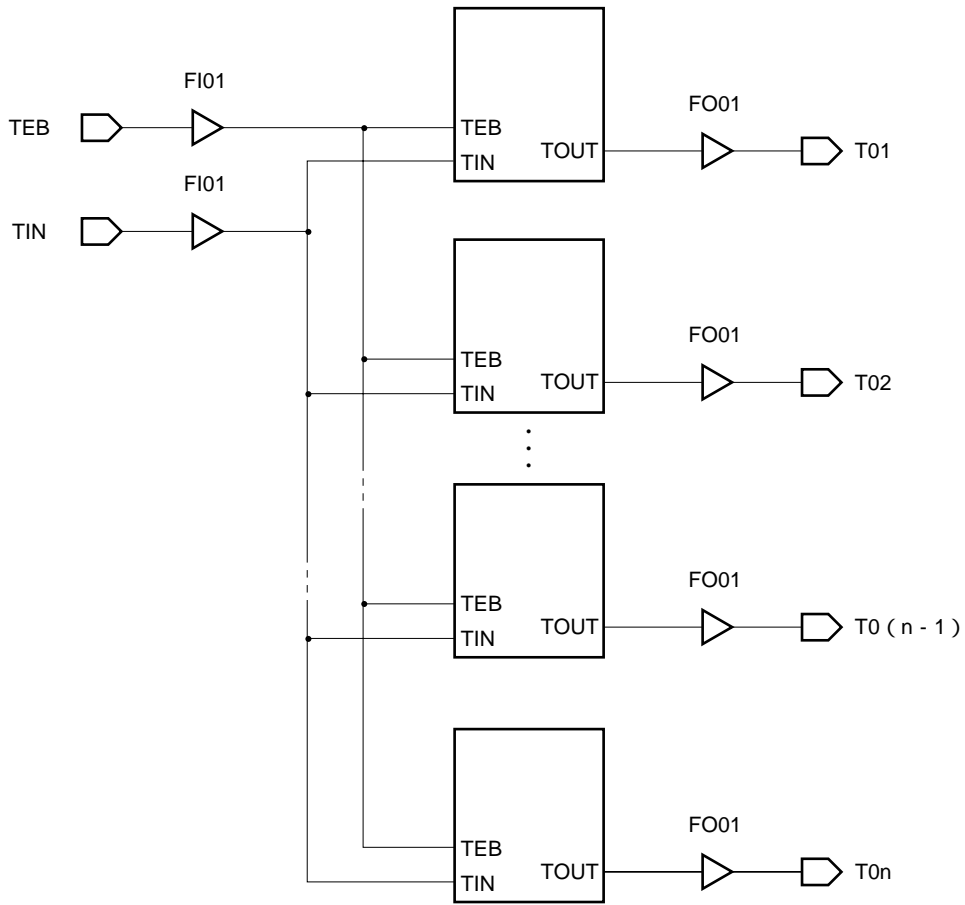 FI01
FO01
TEB
TEB
TOUT
T01
TIN
FI01
TIN
FO01
TEB
TOUT
T02
TIN
FO01
TEB
TOUT
T0 ( n - 1 )
TIN
FO01
TEB
TOUT
T0n
TIN